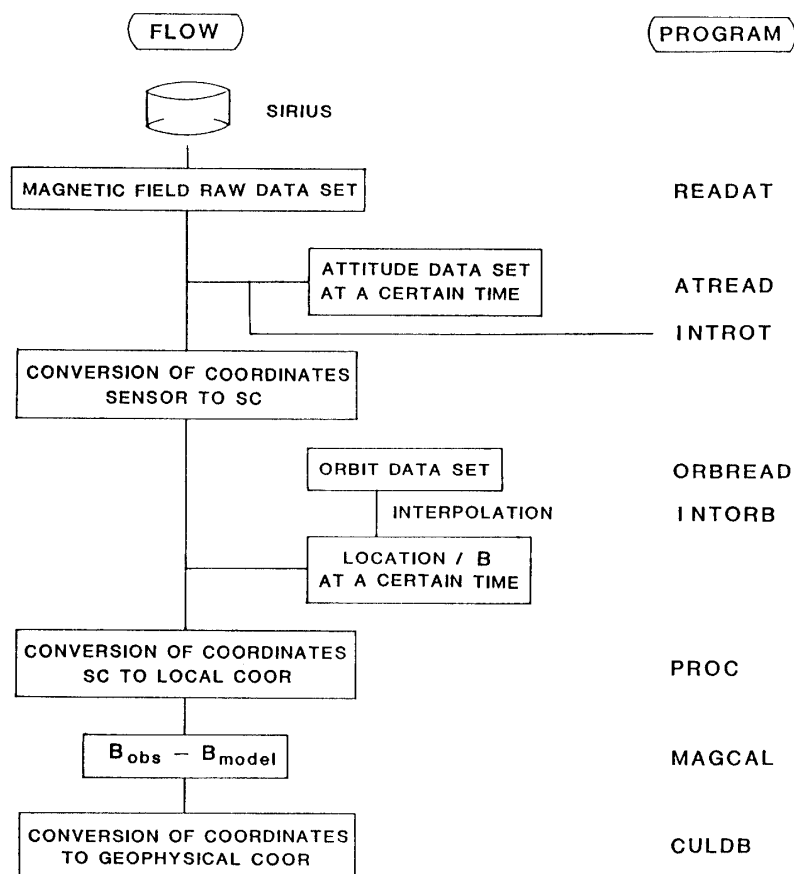 FLOW
PROGRAM
SIRIUS
MAGNETIC FIELD RAW DATA SET
READAT
ATTITUDE DATA SET
AT A CERTAIN TIME
ATREAD
INTROT
CONVERSION OF COORDINATES
SENSOR TO SC
ORBIT DATA SET
ORBREAD
INTERPOLATION
INTORB
LOCATION / B
AT A CERTAIN TIME
CONVERSION OF COORDINATES
SC TO LOCAL COOR
PROC
Bobs − Bmodel
MAGCAL
CONVERSION OF COORDINATES
TO GEOPHYSICAL COOR
CULDB